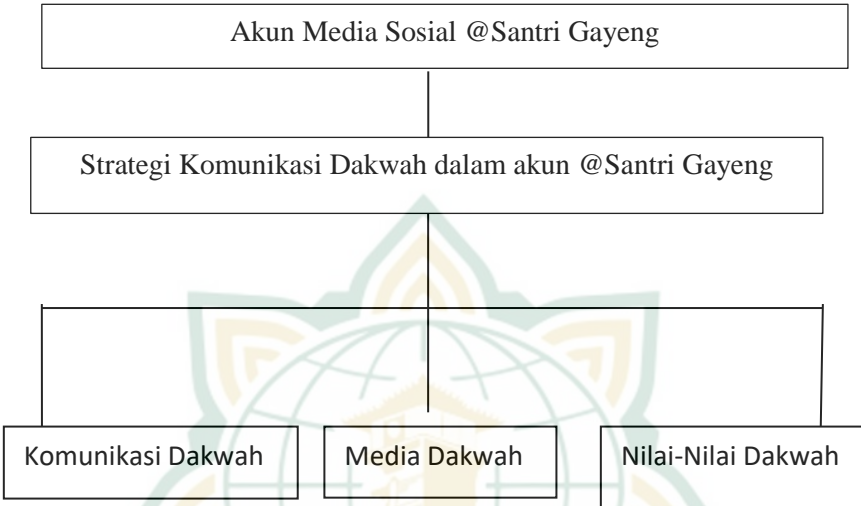 Akun Media Sosial @Santri Gayeng
Strategi Komunikasi Dakwah dalam akun @Santri Gayeng
Komunikasi Dakwah
Media Dakwah
Nilai-Nilai Dakwah